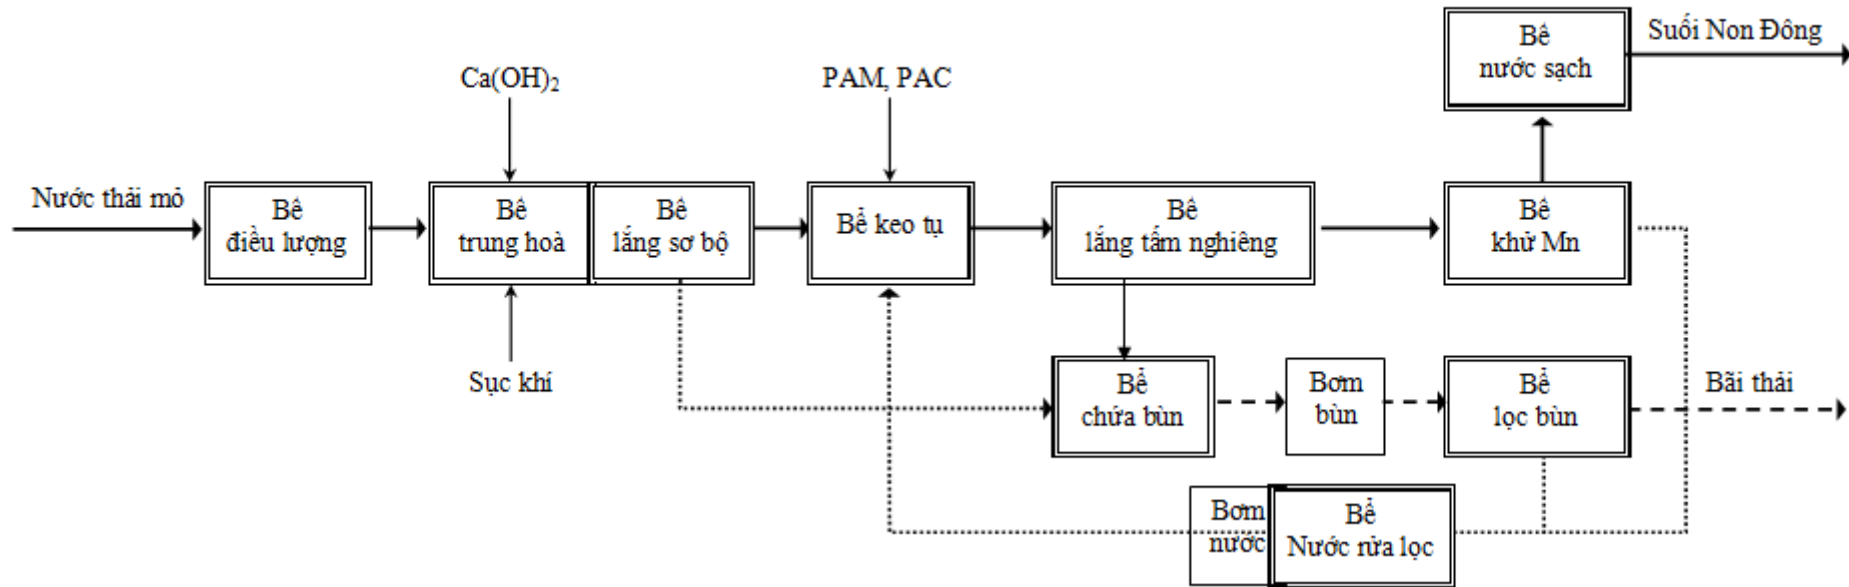 Bể
nước sạch
Suối Non Đông
Ca(OH)₂
PAM, PAC
Nước thải mỏ
Bể
điều lượng
Bể
trung hoà
Bể
lắng sơ bộ
Bể keo tụ
Bể
lắng tấm nghiêng
Bể
khử Mn
Sục khí
Bể
chứa bùn
Bơm
bùn
Bể
lọc bùn
Bãi thải
Bơm
nước
Bể
Nước rửa lọc